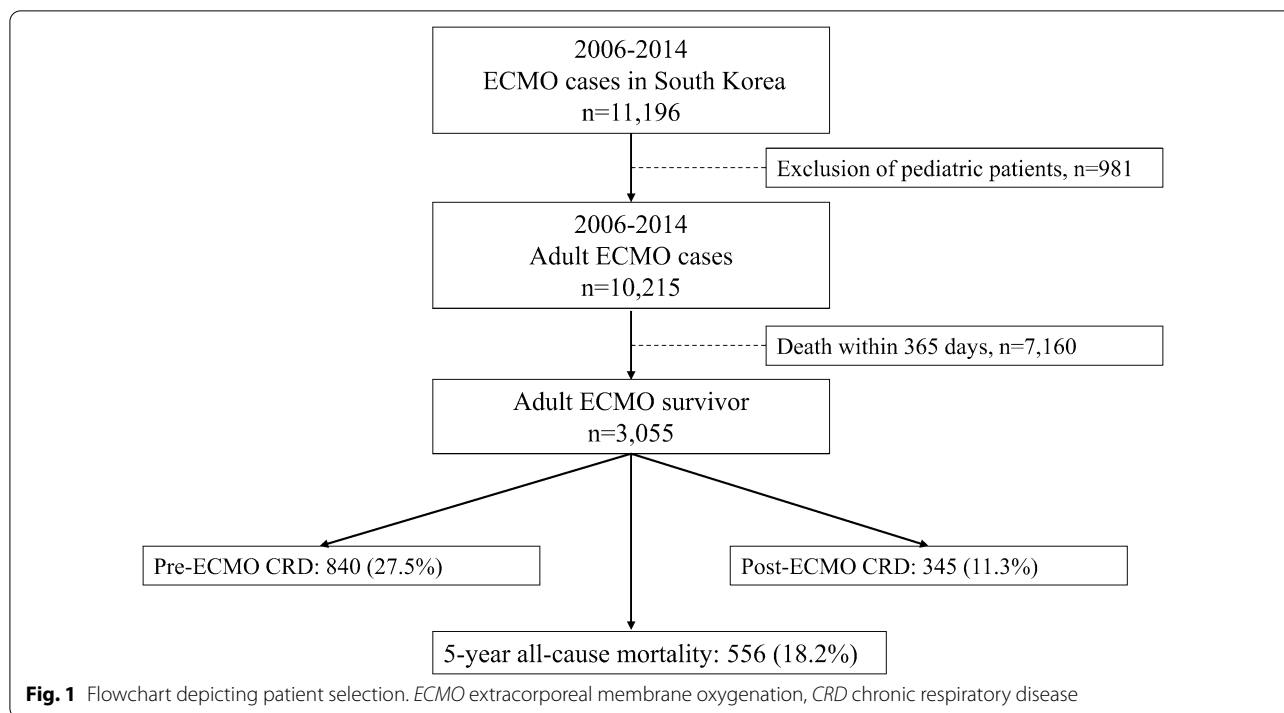 2006-2014
ECMO cases in South Korea
n=11,196
Exclusion of pediatric patients, n=981
2006-2014
Adult ECMO cases
n=10,215
Death within 365 days, n=7,160
Adult ECMO survivor
n=3,055
Pre-ECMO CRD: 840 (27.5%)
Post-ECMO CRD: 345 (11.3%)
5-year all-cause mortality: 556 (18.2%)
Fig. 1 Flowchart depicting patient selection. ECMO extracorporeal membrane oxygenation, CRD chronic respiratory disease